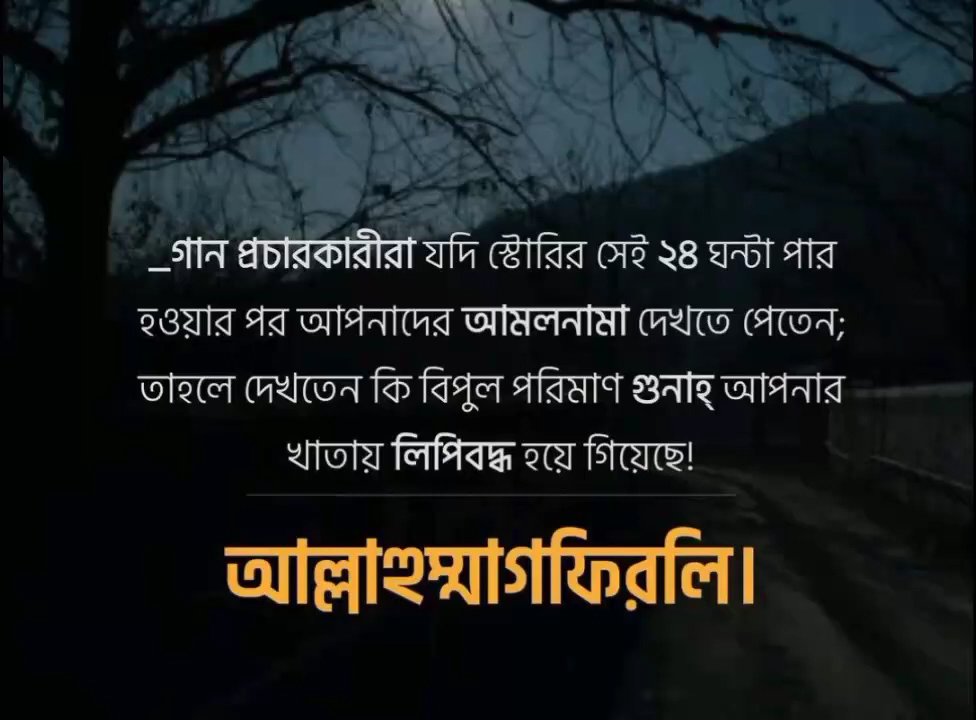 _গান প্রচারকারীরা যদি স্টোরির সেই ২৪ ঘন্টা পার
হওয়ার পর আপনাদের আমলনামা দেখতে পেতেন;
তাহলে দেখতেন কি বিপুল পরিমাণ গুনাহ্ আপনার
খাতায় লিপিবদ্ধ হয়ে গিয়েছে!
আল্লাহুম্মাগফিরলি।